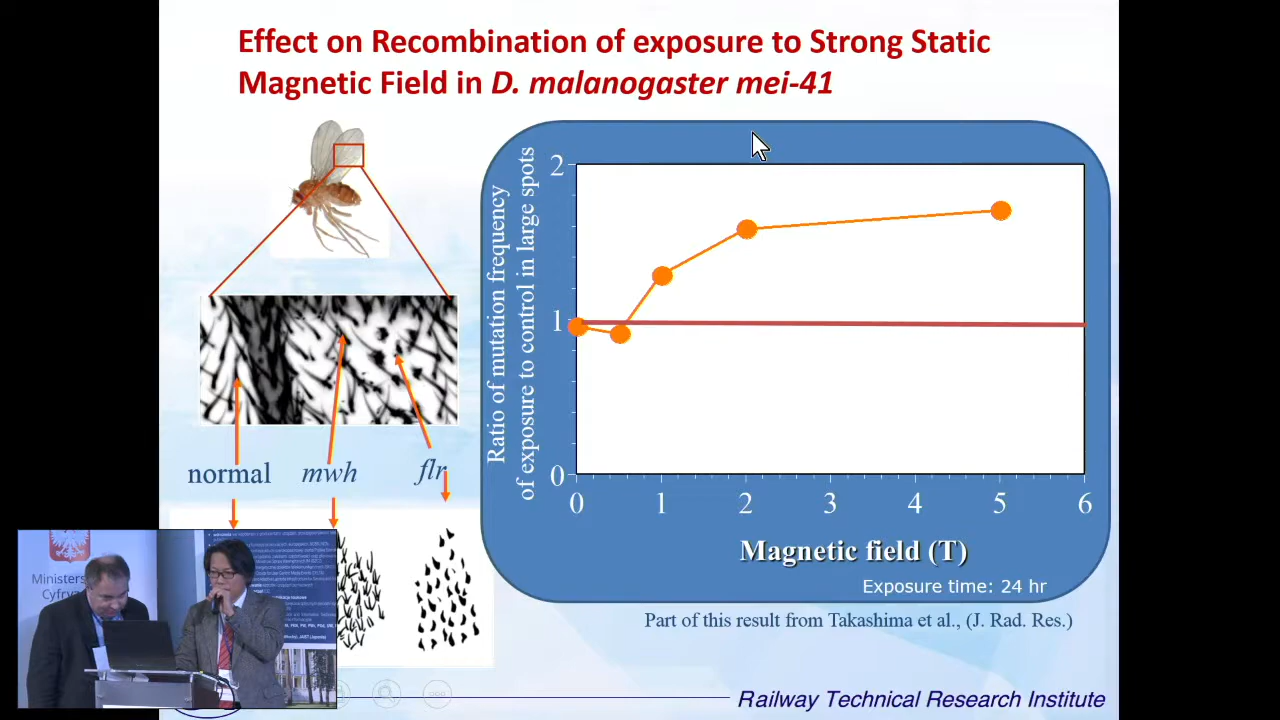 Effect on Recombination of exposure to Strong Static
Magnetic Field in D. malanogaster mei-41
Ratio of mutation frequency
of exposure to control in large spots
2
1
0
0 1 2 3 4 5 6
Magnetic field (T)
Exposure time: 24 hr
normal mwh flr
Part of this result from Takashima et al., (J. Rad. Res.)
Minister
Cyfry
Railway Technical Research Institute